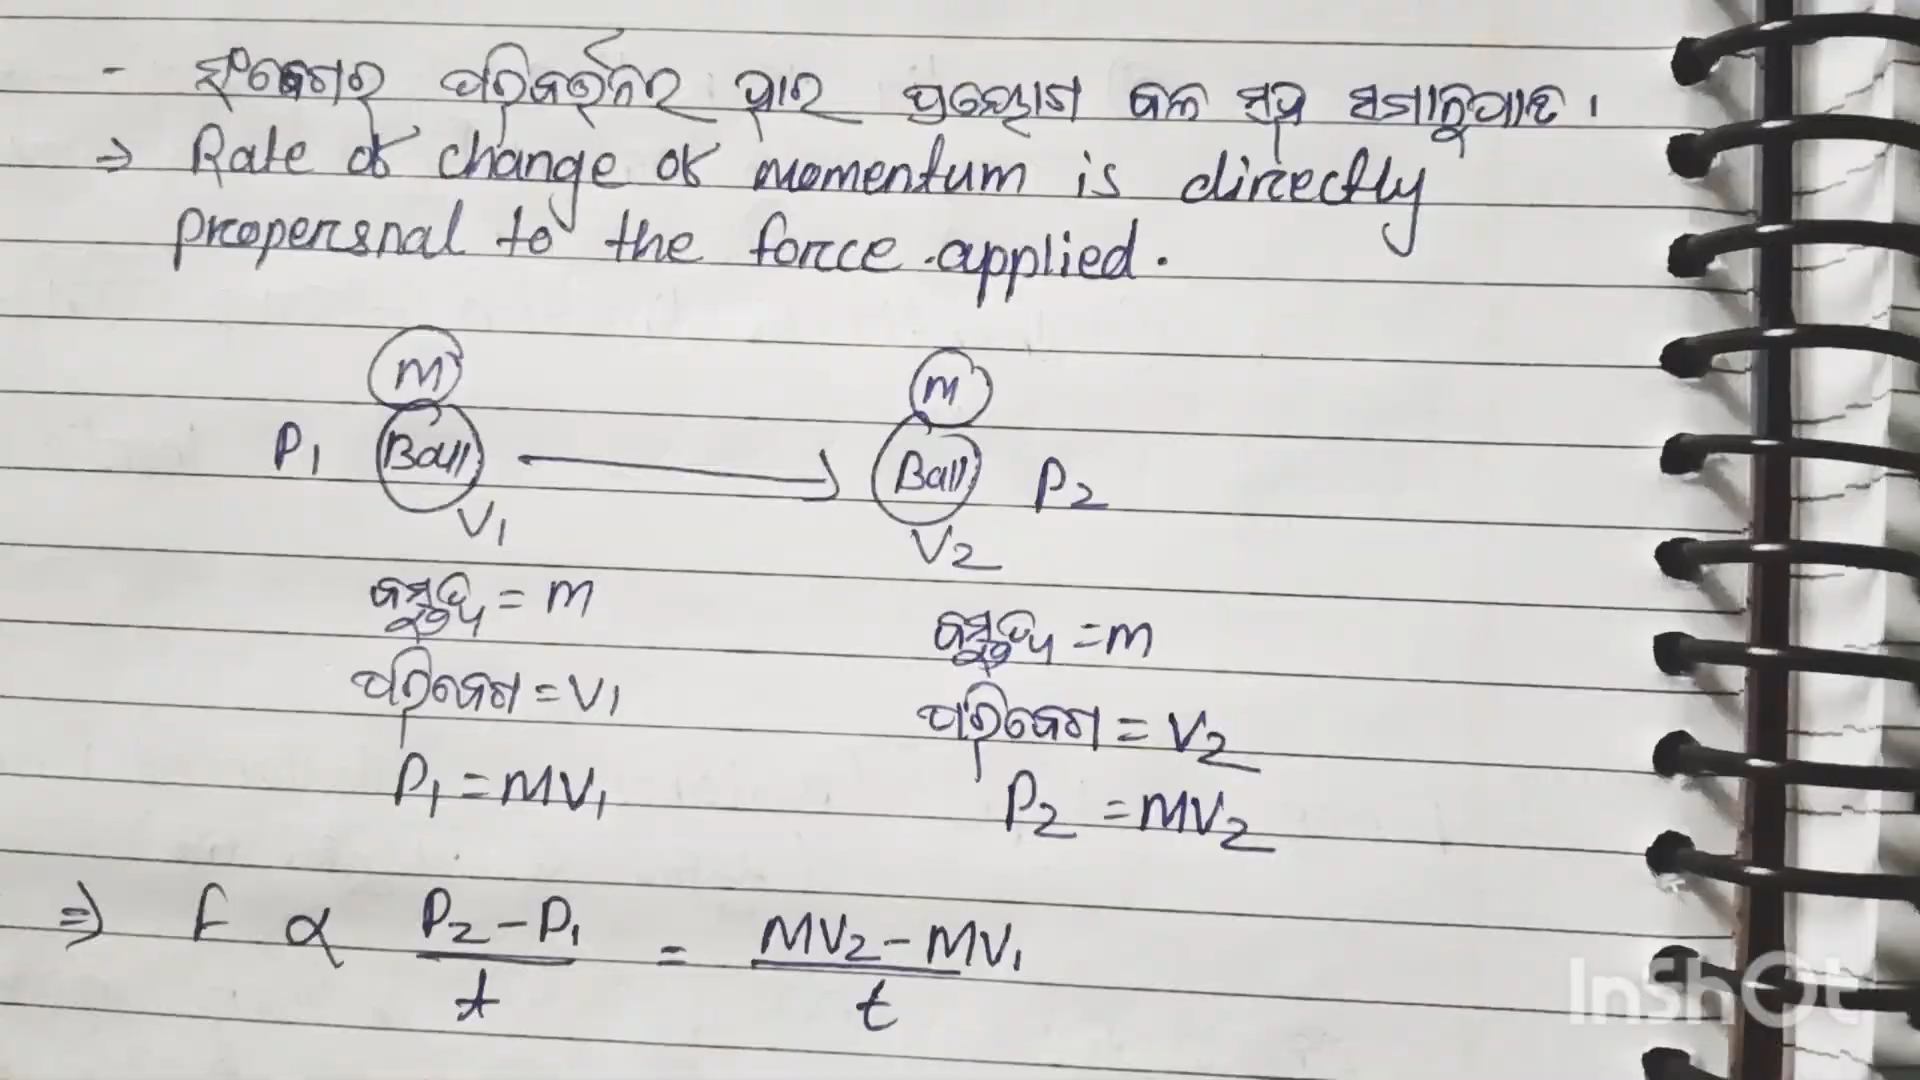 - ସଂବେଗର ପରିବର୍ତ୍ତନର ହାର ପ୍ରୟୋଗ ବଳ ସହ ସମାନୁପାତୀ ।
→ Rate of change of momentum is directly
propersnal to the force applied.
m m
P1 Ball → Ball P2
V1 V2
ବସ୍ତୁତ୍ୱ = m ବସ୍ତୁତ୍ୱ = m
ପରିବେଗ = V1 ପରିବେଗ = V2
P1 = MV1 P2 = MV2
⇒ F ∝ P2 - P1 / t = MV2 - MV1 / t
InShOt